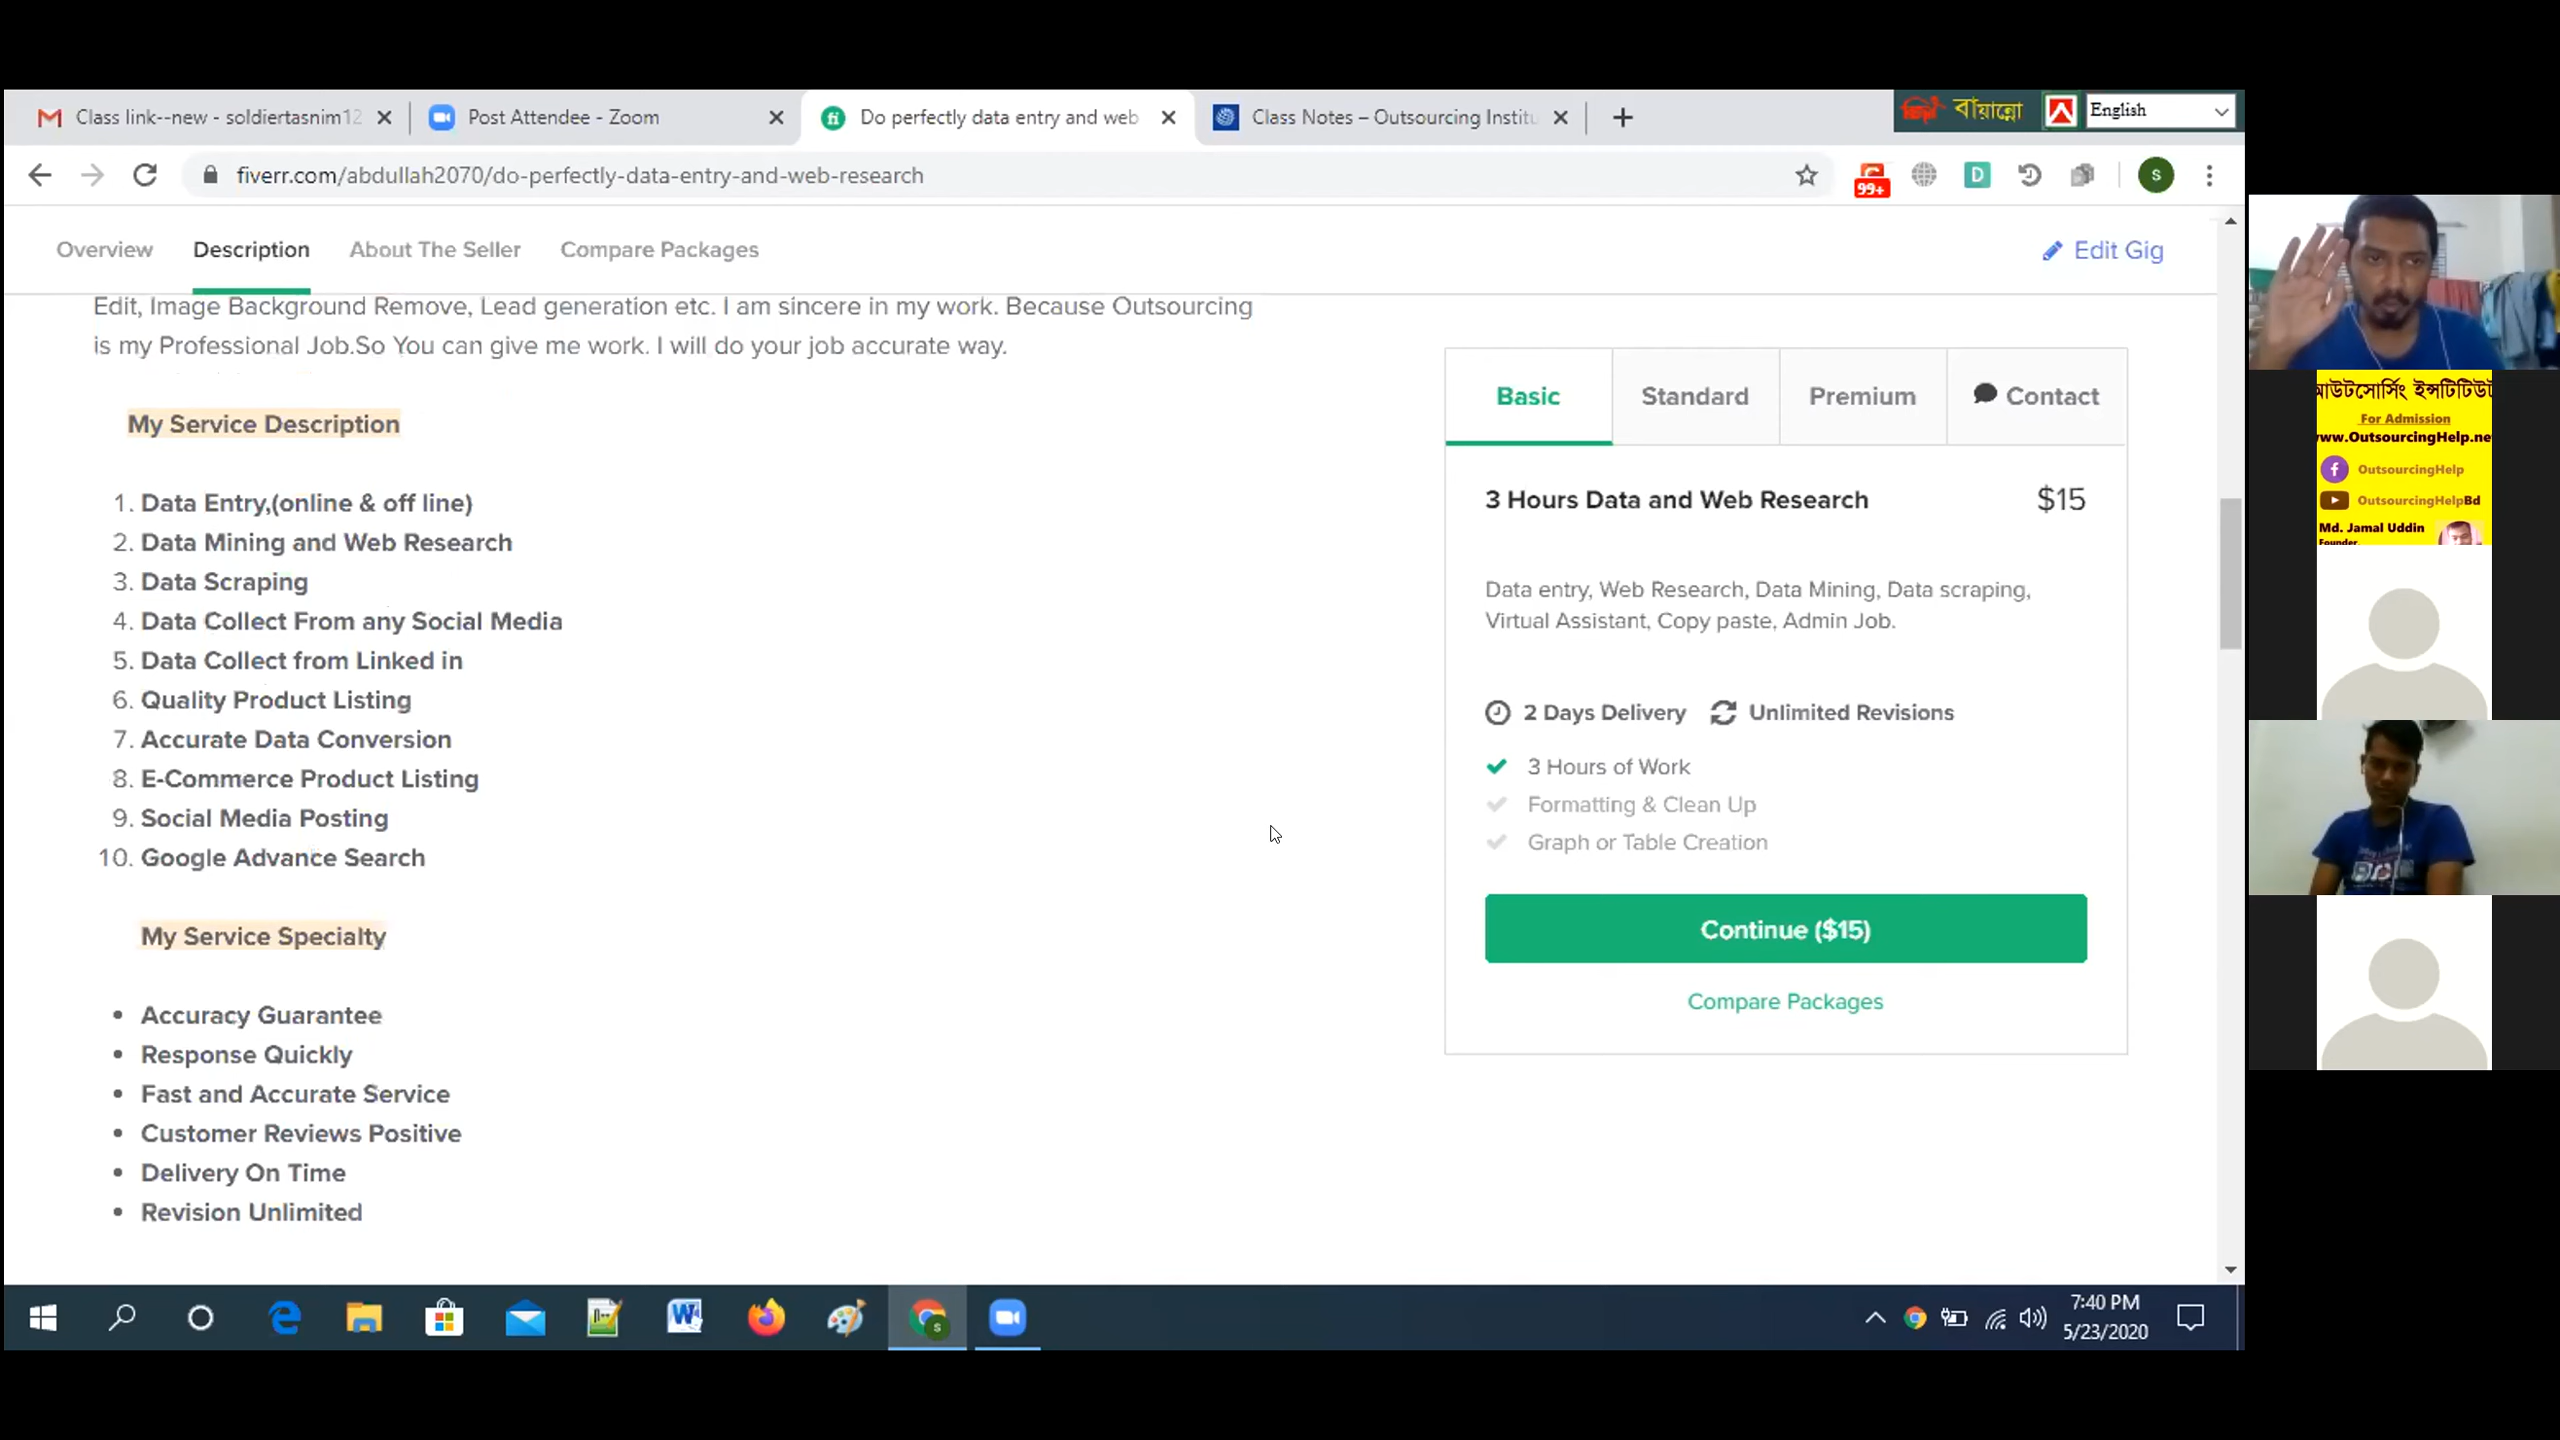 Class link--new - soldiertasnim12
Post Attendee - Zoom
Do perfectly data entry and web
Class Notes – Outsourcing Institu
বায়ান্নো
English
fiverr.com/abdullah2070/do-perfectly-data-entry-and-web-research
99+
D
s
Overview
Description
About The Seller
Compare Packages
Edit Gig
Edit, Image Background Remove, Lead generation etc. I am sincere in my work. Because Outsourcing
is my Professional Job.So You can give me work. I will do your job accurate way.
My Service Description
1. Data Entry,(online & off line)
2. Data Mining and Web Research
3. Data Scraping
4. Data Collect From any Social Media
5. Data Collect from Linked in
6. Quality Product Listing
7. Accurate Data Conversion
8. E-Commerce Product Listing
9. Social Media Posting
10. Google Advance Search
My Service Specialty
• Accuracy Guarantee
• Response Quickly
• Fast and Accurate Service
• Customer Reviews Positive
• Delivery On Time
• Revision Unlimited
Basic
Standard
Premium
Contact
3 Hours Data and Web Research
$15
Data entry, Web Research, Data Mining, Data scraping,
Virtual Assistant, Copy paste, Admin Job.
2 Days Delivery
Unlimited Revisions
3 Hours of Work
Formatting & Clean Up
Graph or Table Creation
Continue ($15)
Compare Packages
আউটসোর্সিং ইন্সটিটিউট
For Admission
www.OutsourcingHelp.ne
OutsourcingHelp
OutsourcingHelpBd
Md. Jamal Uddin
Founder,
7:40 PM
5/23/2020